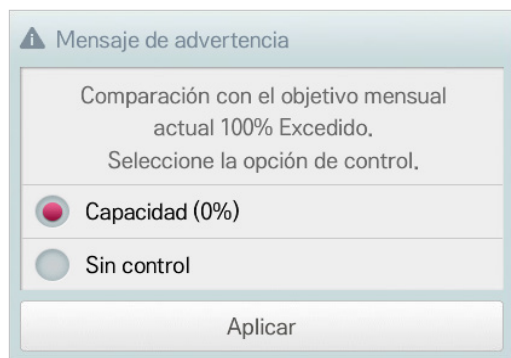 Mensaje de advertencia
Comparación con el objetivo mensual
actual 100% Excedido.
Seleccione la opción de control.
Capacidad (0%)
Sin control
Aplicar